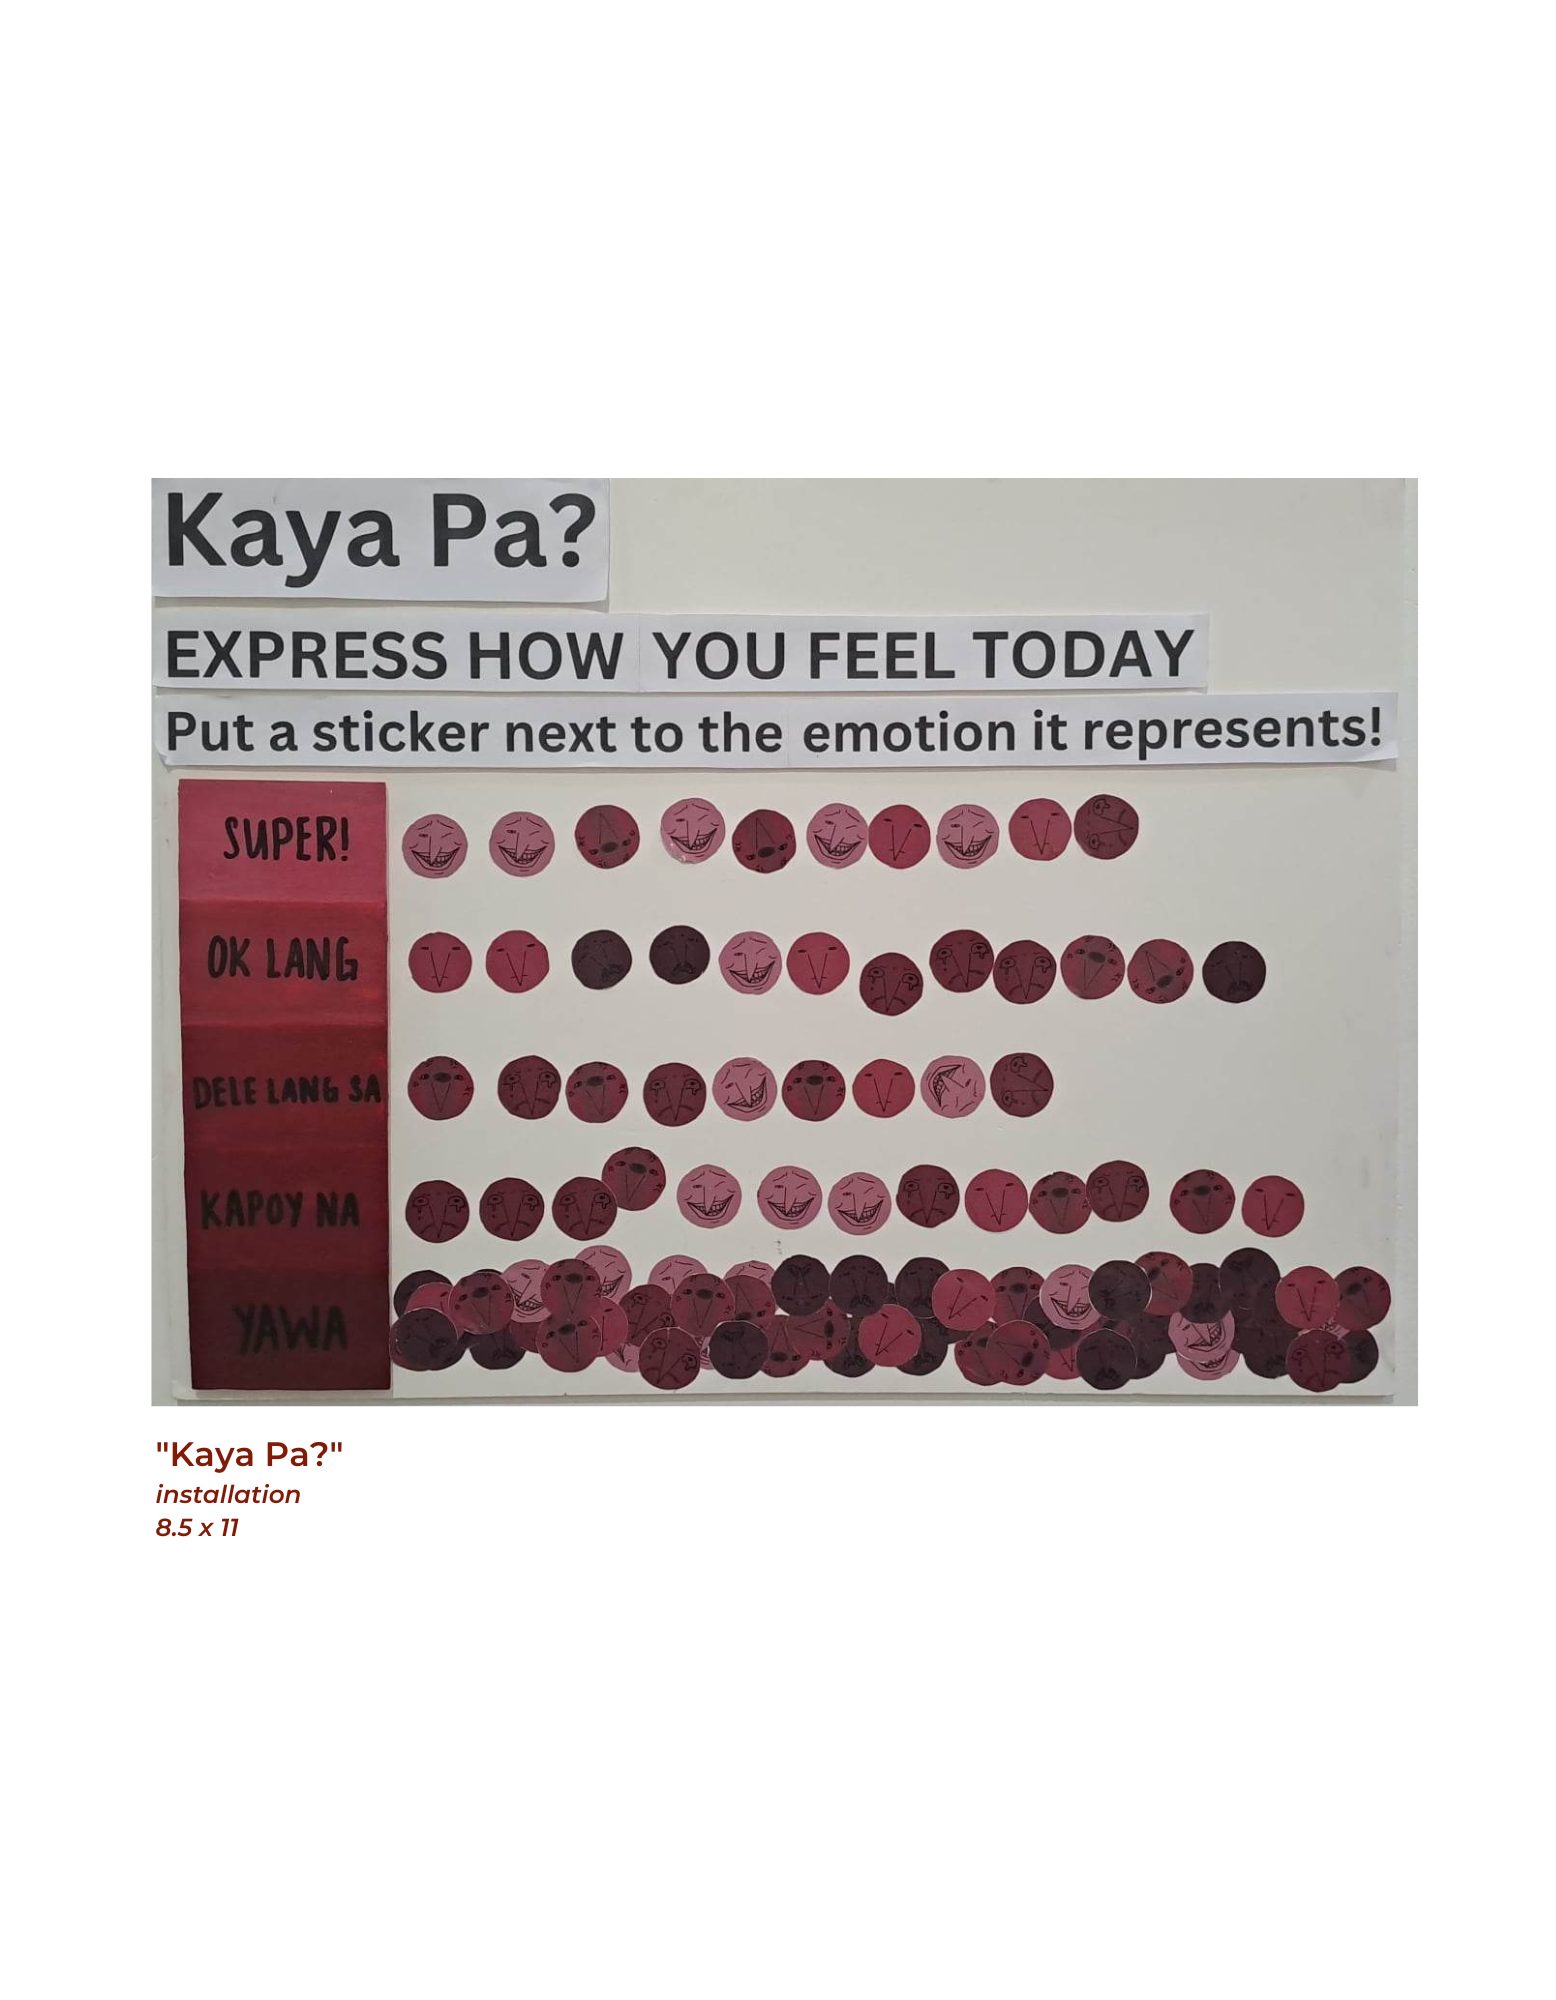 Kaya Pa?
EXPRESS HOW YOU FEEL TODAY
Put a sticker next to the emotion it represents!
SUPER!
OK LANG
DELE LANG SA
KAPOY NA
YAWA
"Kaya Pa?"
installation
8.5 x 11